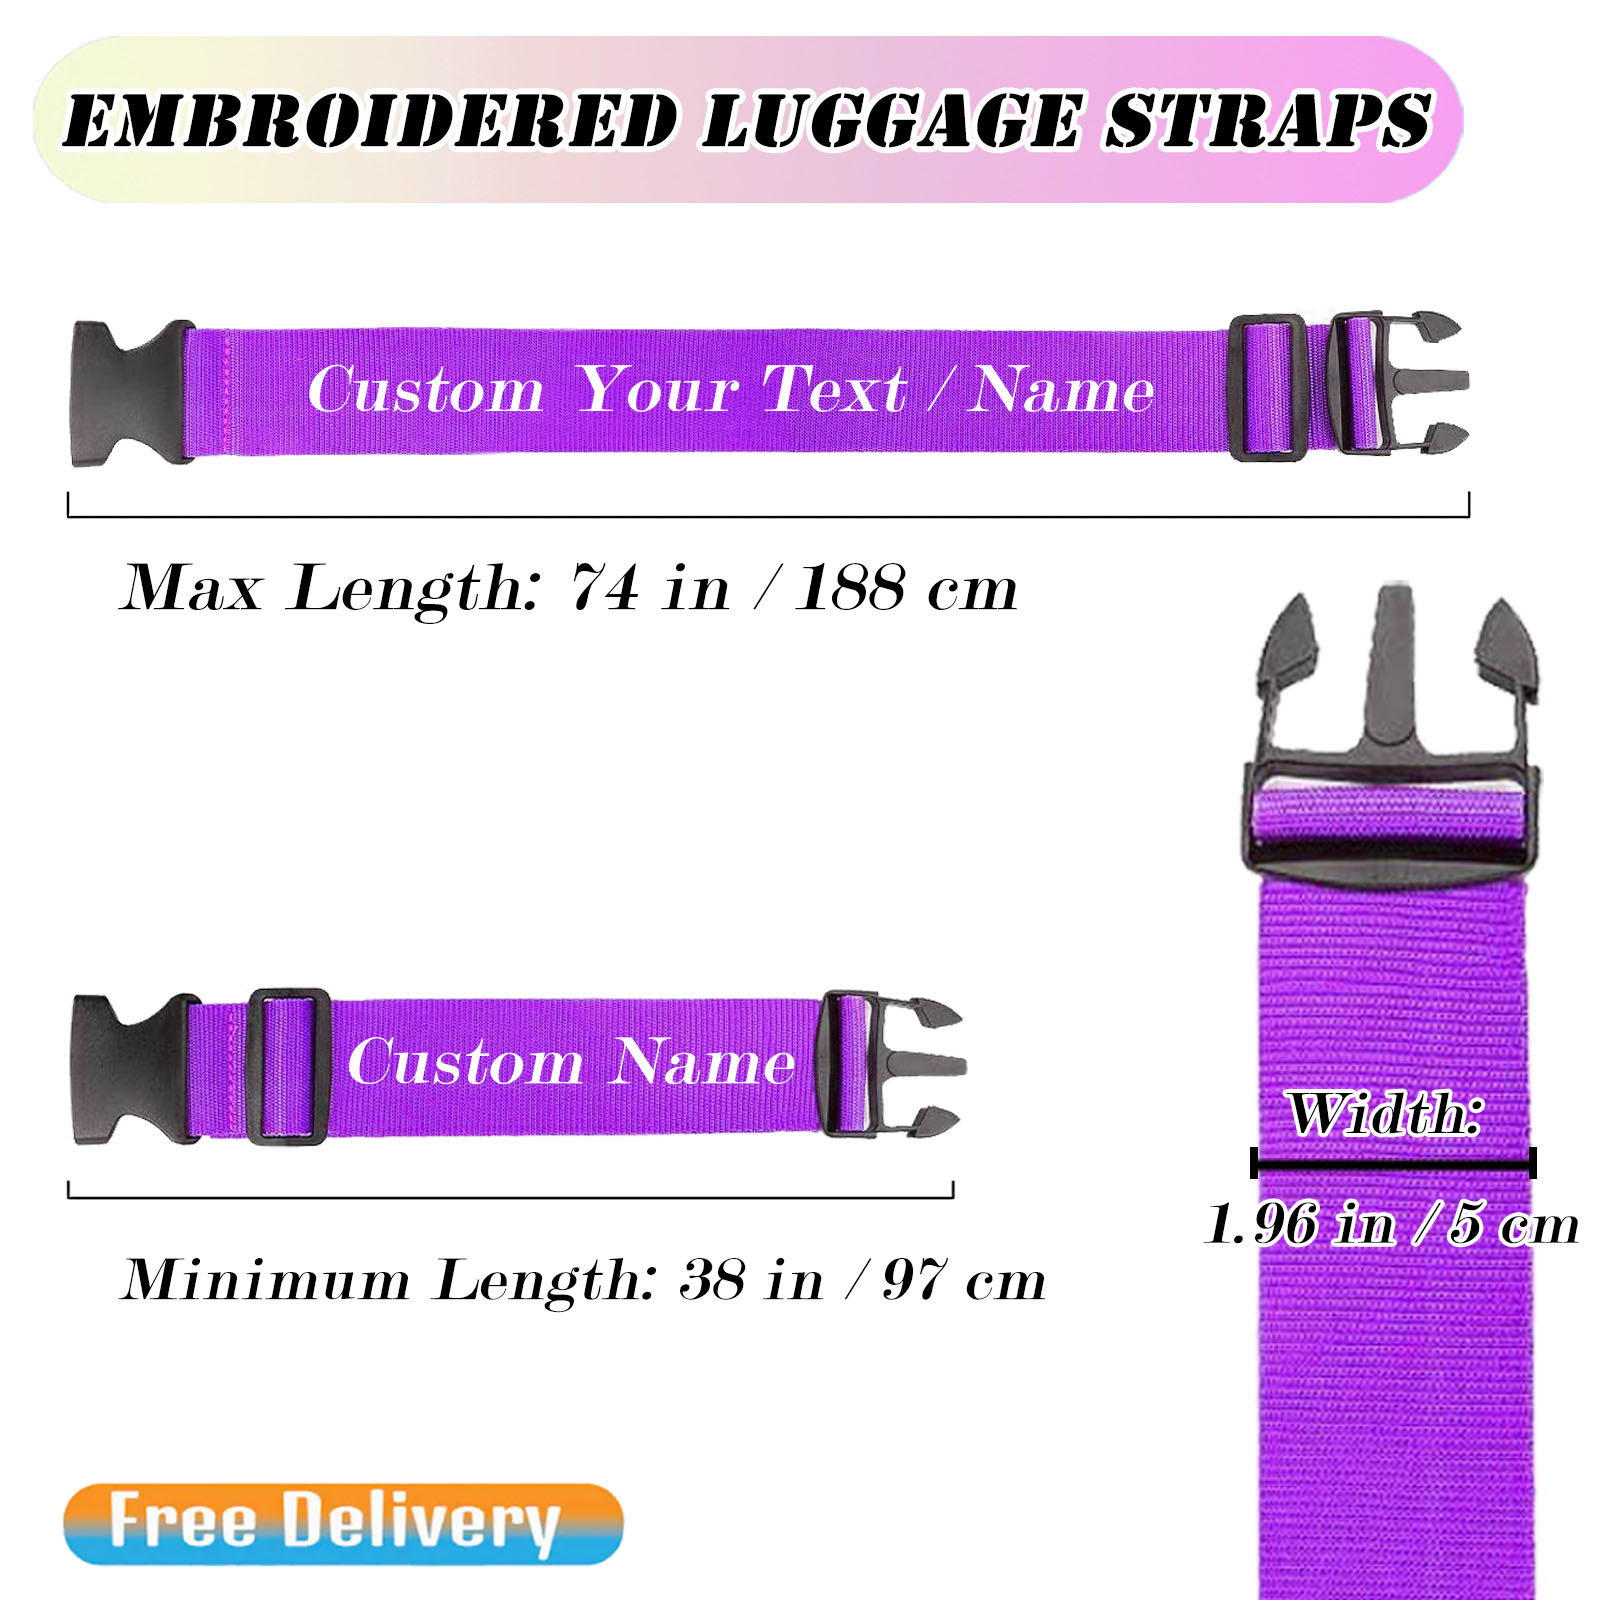 EMBROIDERED LUGGAGE STRAPS
Custom Your Text / Name
Max Length: 74 in / 188 cm
Custom Name
Width:
1.96 in / 5 cm
Minimum Length: 38 in / 97 cm
Free Delivery